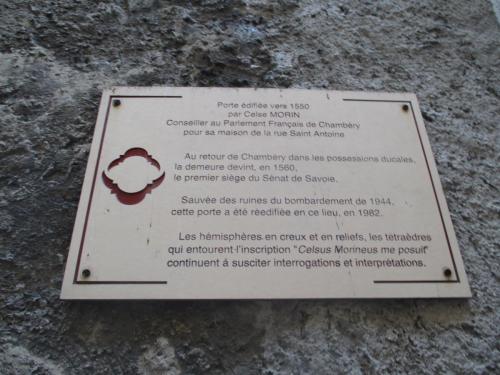 Porte édifiée vers 1550
par Celse MORIN
Conseiller au Parlement Français de Chambéry
pour sa maison de la rue Saint Antoine
Au retour de Chambéry dans les possessions ducales,
la demeure devint, en 1560,
le premier siège du Sénat de Savoie.
Sauvée des ruines du bombardement de 1944,
cette porte a été réédifiée en ce lieu, en 1982.
Les hémisphères en creux et en reliefs, les tétraèdres
qui entourent l'inscription "Celsus Morineus me posuit"
continuent à susciter interrogations et interprétations.